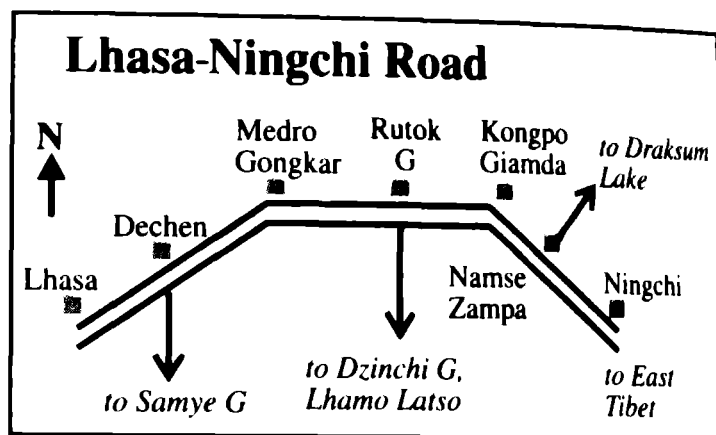 Lhasa-Ningchi Road
N
Medro
Gongkar
Rutok
G
Kongpo
Giamda
to Draksum
Lake
Dechen
Lhasa
Namse
Zampa
Ningchi
to Samye G
to Dzinchi G,
Lhamo Latso
to East
Tibet